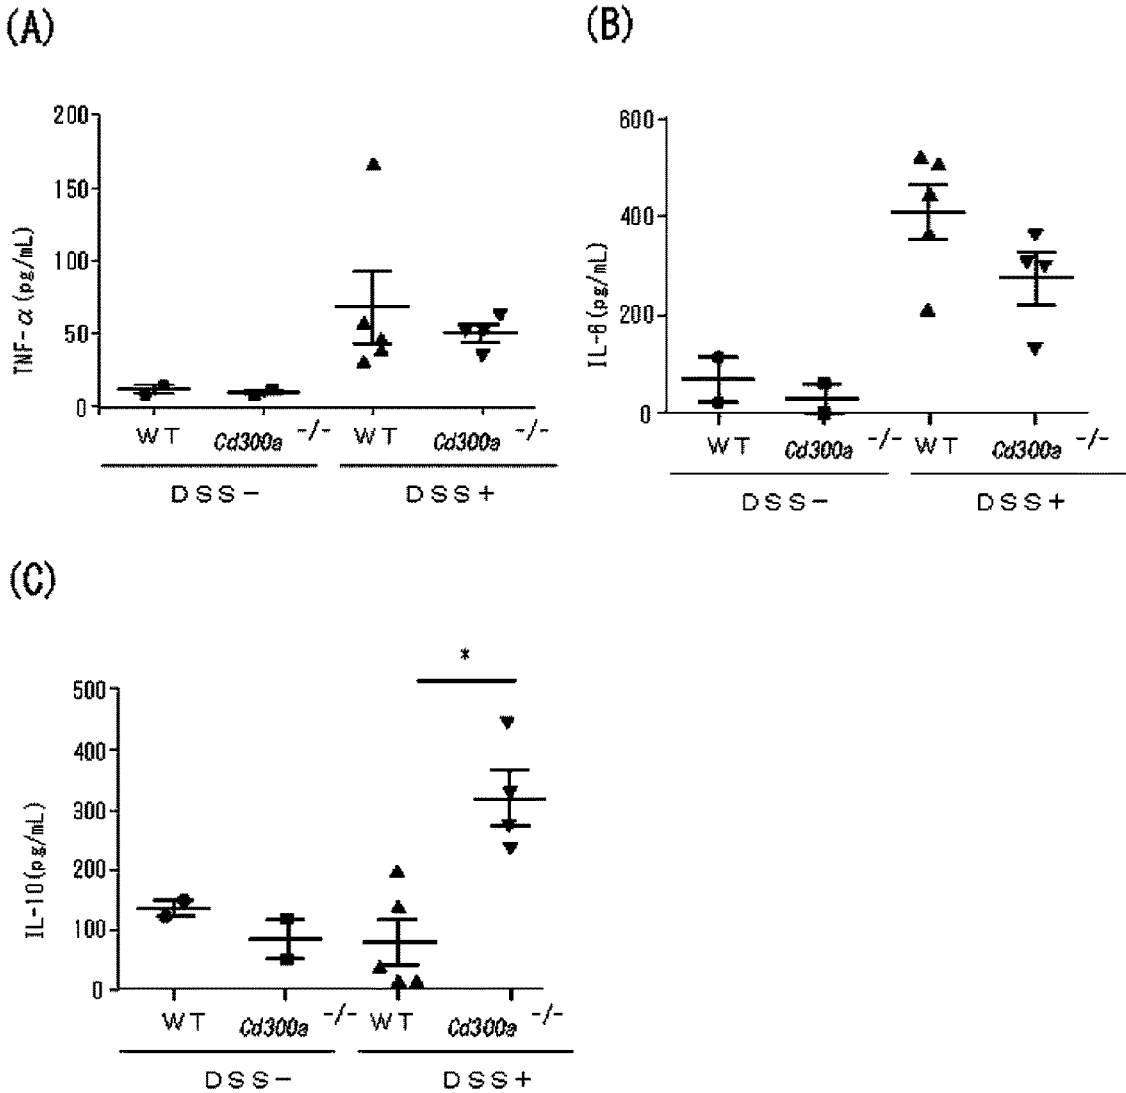 (A)
200
150
100
50
0
TNF-α (pg/mL)
WT Cd300a -/- WT Cd300a -/-
DSS- DSS+
(B)
600
400
200
0
IL-6 (pg/mL)
WT Cd300a -/- WT Cd300a -/-
DSS- DSS+
(C)
*
500
400
300
200
100
0
IL-10 (pg/mL)
WT Cd300a -/- WT Cd300a -/-
DSS- DSS+